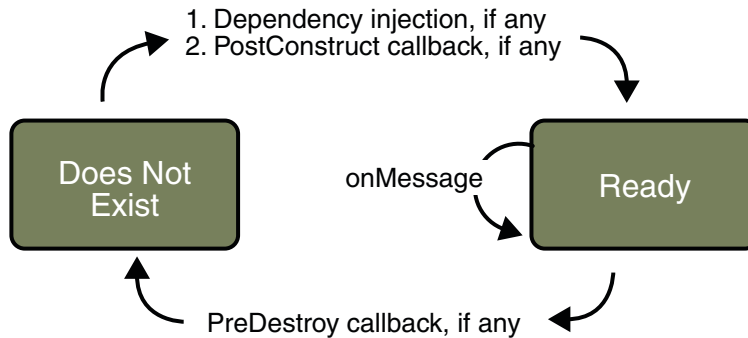 1. Dependency injection, if any
2. PostConstruct callback, if any
Does Not
Exist
onMessage
Ready
PreDestroy callback, if any